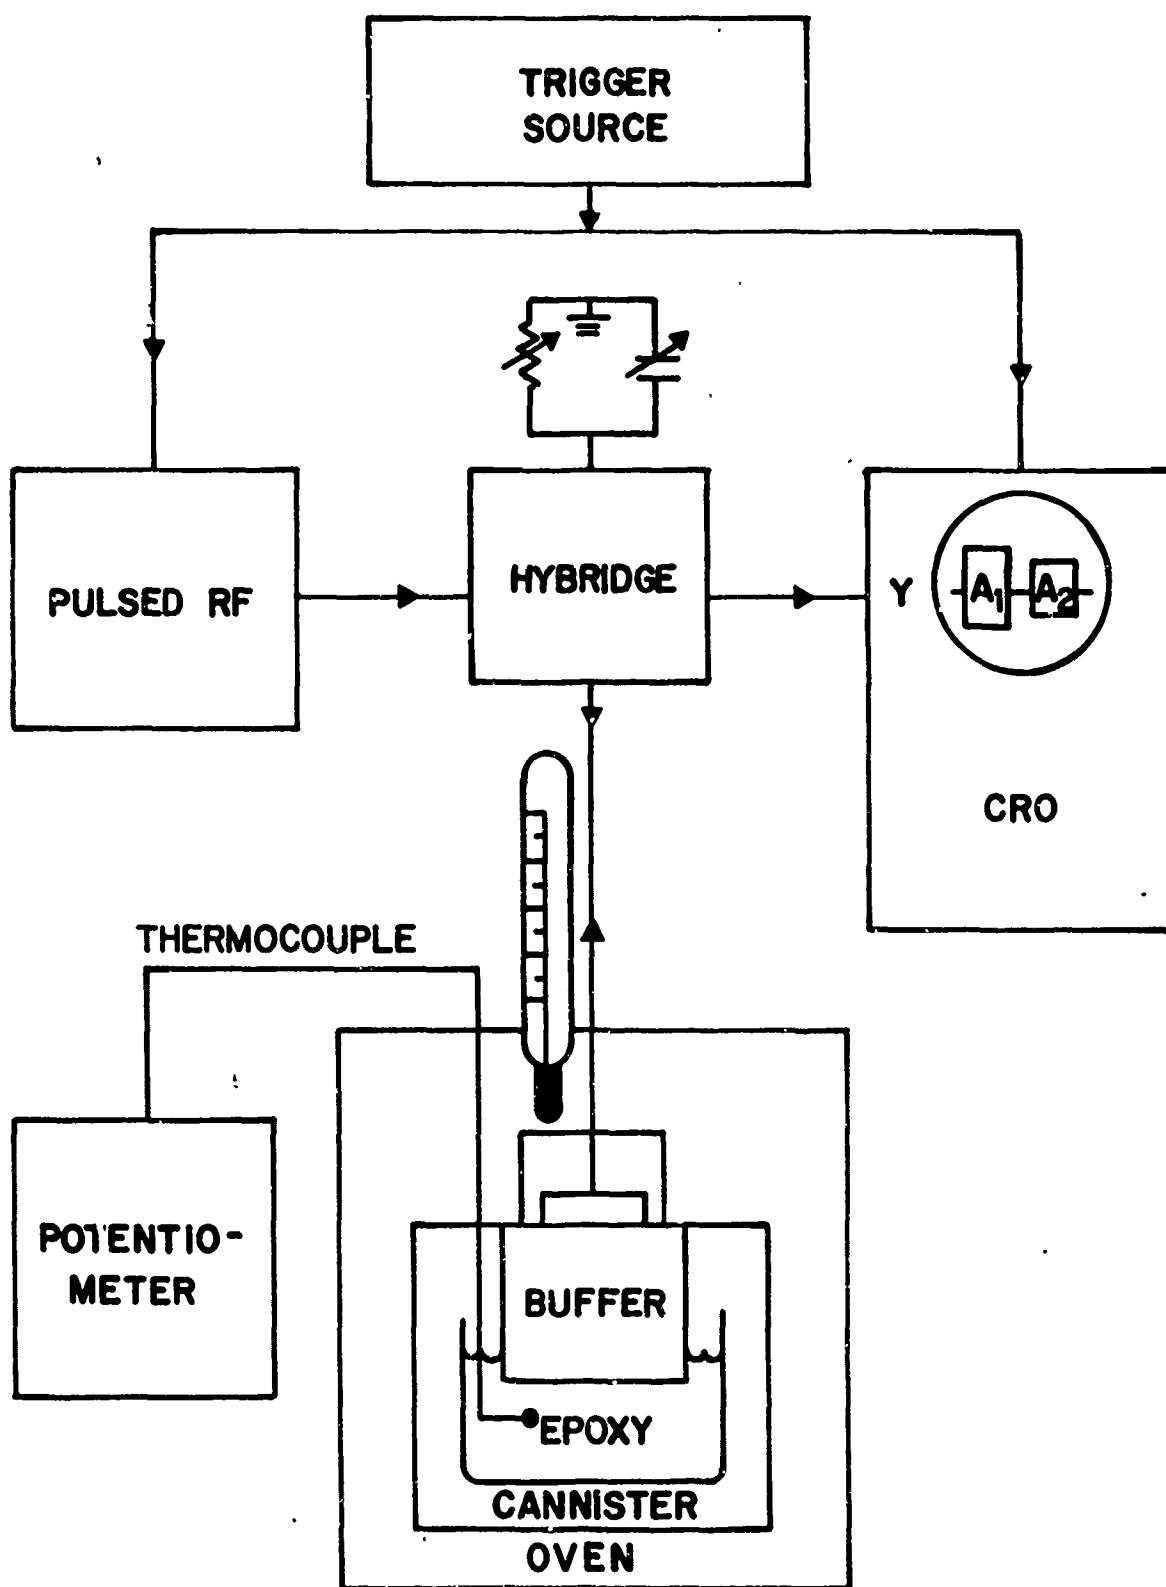 TRIGGER
SOURCE
PULSED RF
HYBRIDGE
Y
A1
A2
CRO
THERMOCOUPLE
POTENTIO-
METER
BUFFER
EPOXY
CANNISTER
OVEN